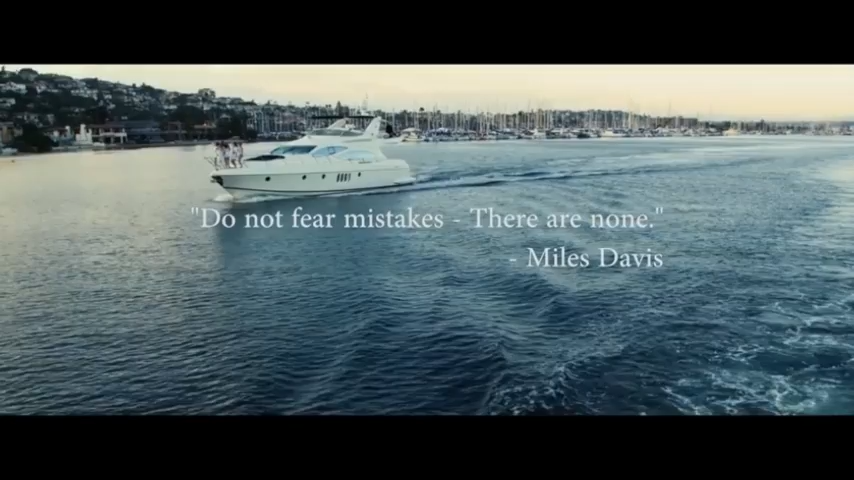 "Do not fear mistakes - There are none."
- Miles Davis